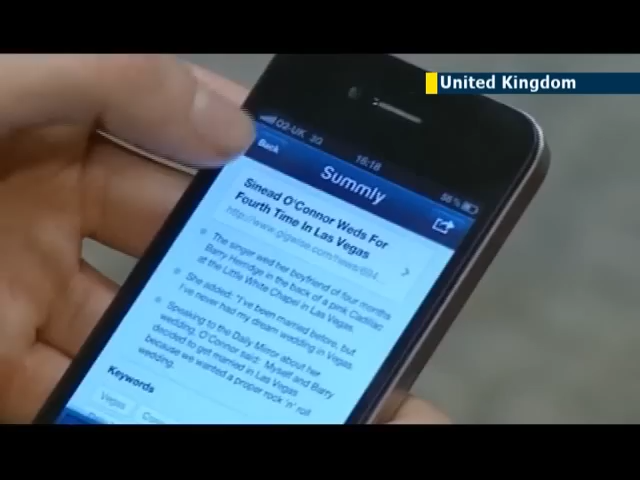 United Kingdom
O2-UK 3G
16:18
Back
Summly
Sinead O'Connor Weds For
Fourth Time In Las Vegas
The singer wed her boyfriend of four months
Barry Herridge in the back of a pink Cadillac
at the Little White Chapel in Las Vegas.
She added: "I've been married before, but
I've never had my dream wedding in Vegas.
Speaking to the Daily Mirror about her
wedding, O'Connor said: 'Myself and Barry
decided to get married in Las Vegas
because we wanted a proper rock 'n' roll
wedding.
Keywords
Vegas